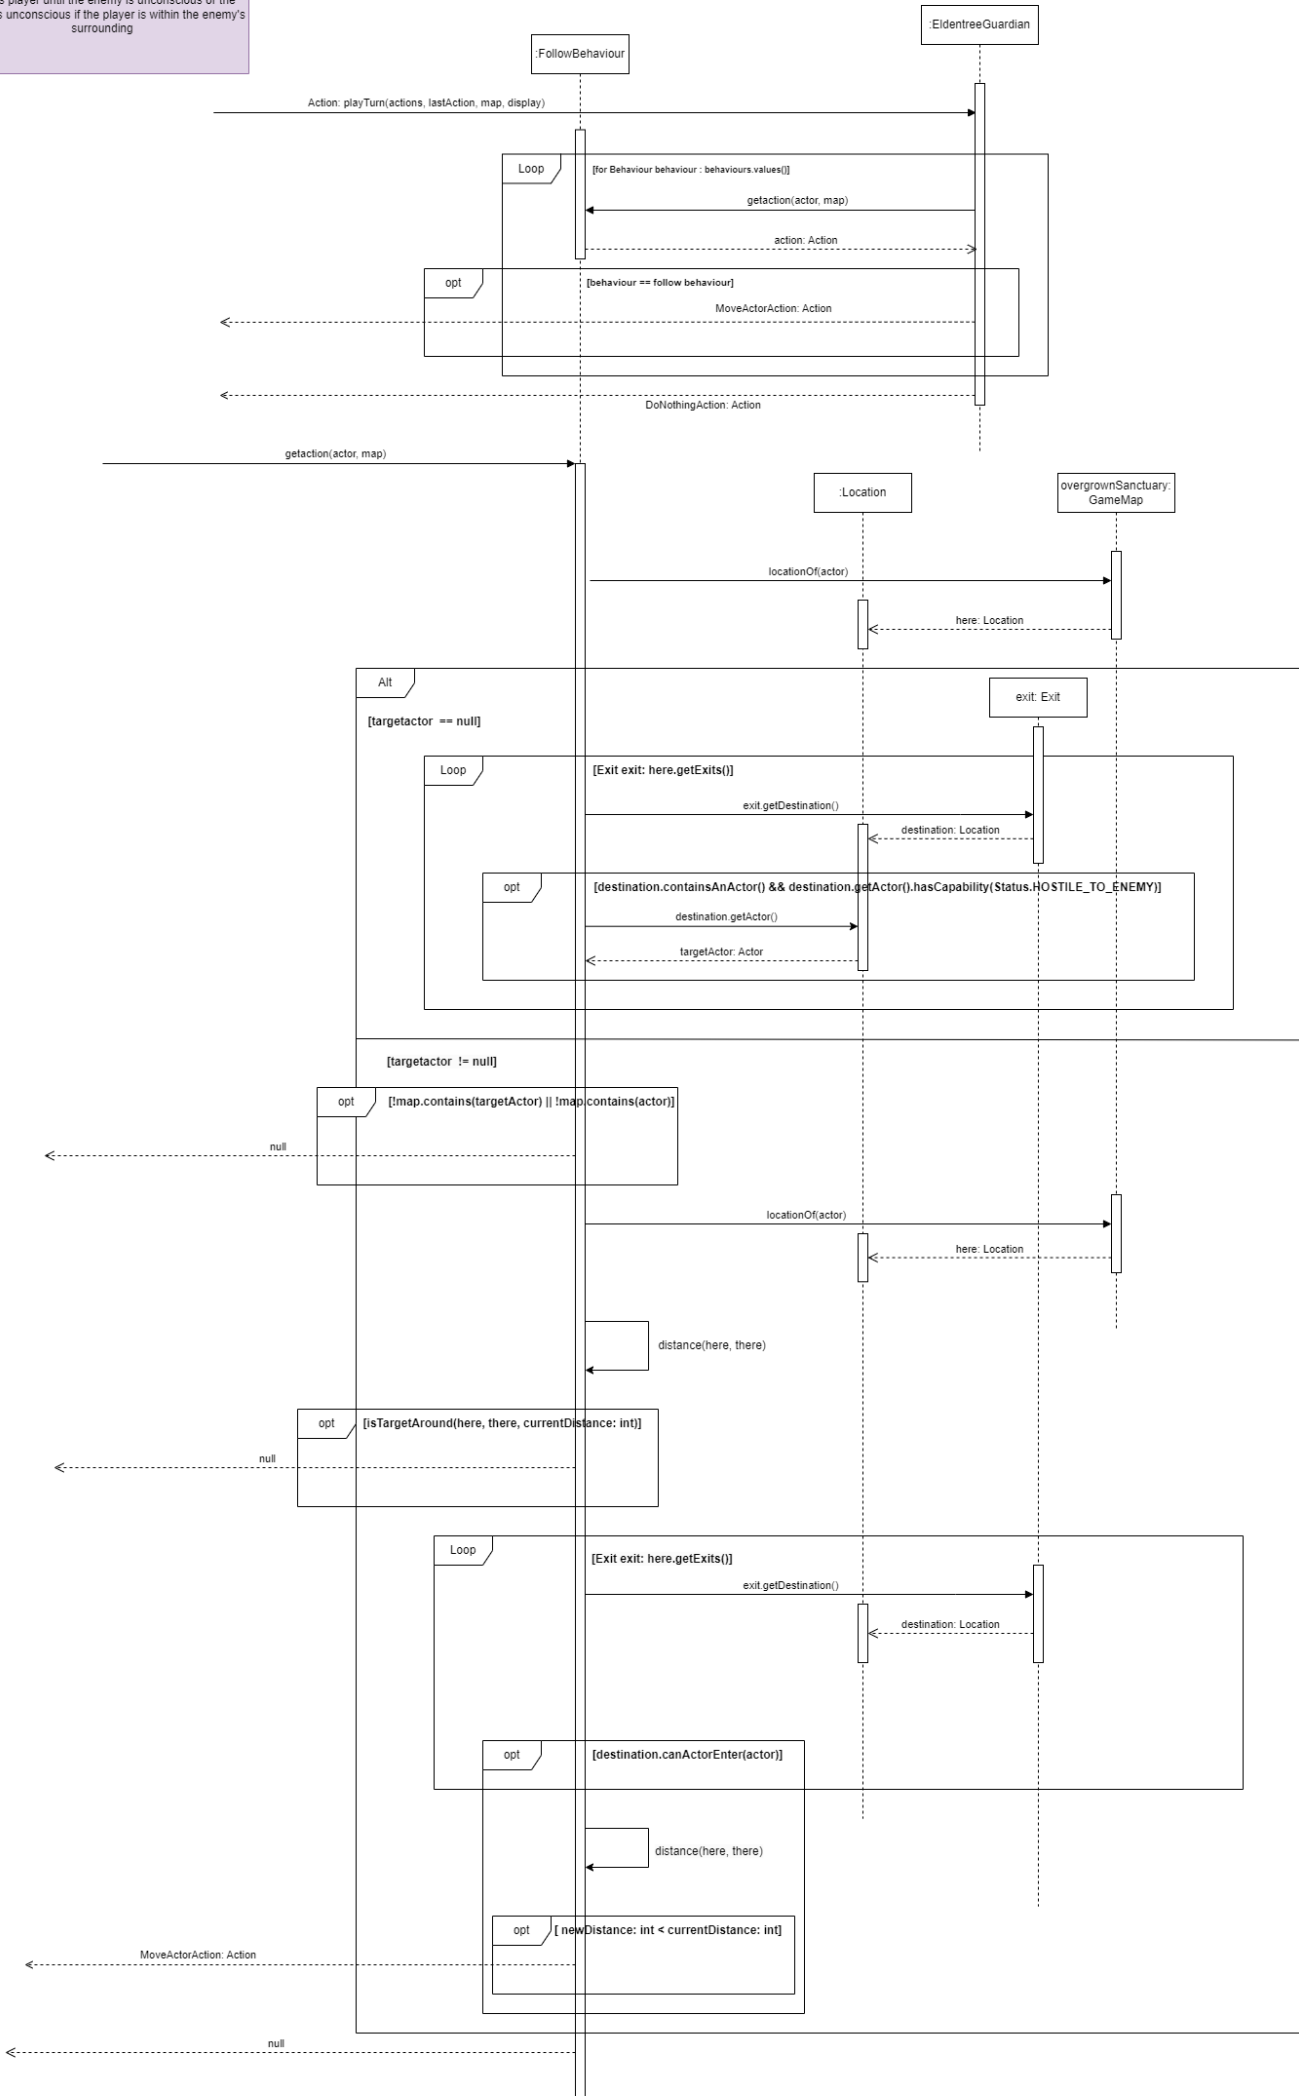 s player until the enemy is unconscious or the
s unconscious if the player is within the enemy's
surrounding
:EldentreeGuardian
:FollowBehaviour
Action: playTurn(actions, lastAction, map, display)
Loop
[for Behaviour behaviour : behaviours.values()]
getaction(actor, map)
action: Action
opt
[behaviour == follow behaviour]
MoveActorAction: Action
DoNothingAction: Action
getaction(actor, map)
:Location
overgrownSanctuary:
GameMap
locationOf(actor)
here: Location
Alt
exit: Exit
[targetactor == null]
Loop
[Exit exit: here.getExits()]
exit.getDestination()
destination: Location
opt
[destination.containsAnActor() && destination.getActor().hasCapability(Status.HOSTILE_TO_ENEMY)]
destination.getActor()
targetActor: Actor
[targetactor != null]
opt
[!map.contains(targetActor) || !map.contains(actor)]
null
locationOf(actor)
here: Location
distance(here, there)
opt
[isTargetAround(here, there, currentDistance: int)]
null
Loop
[Exit exit: here.getExits()]
exit.getDestination()
destination: Location
opt
[destination.canActorEnter(actor)]
distance(here, there)
opt
[ newDistance: int < currentDistance: int]
MoveActorAction: Action
null